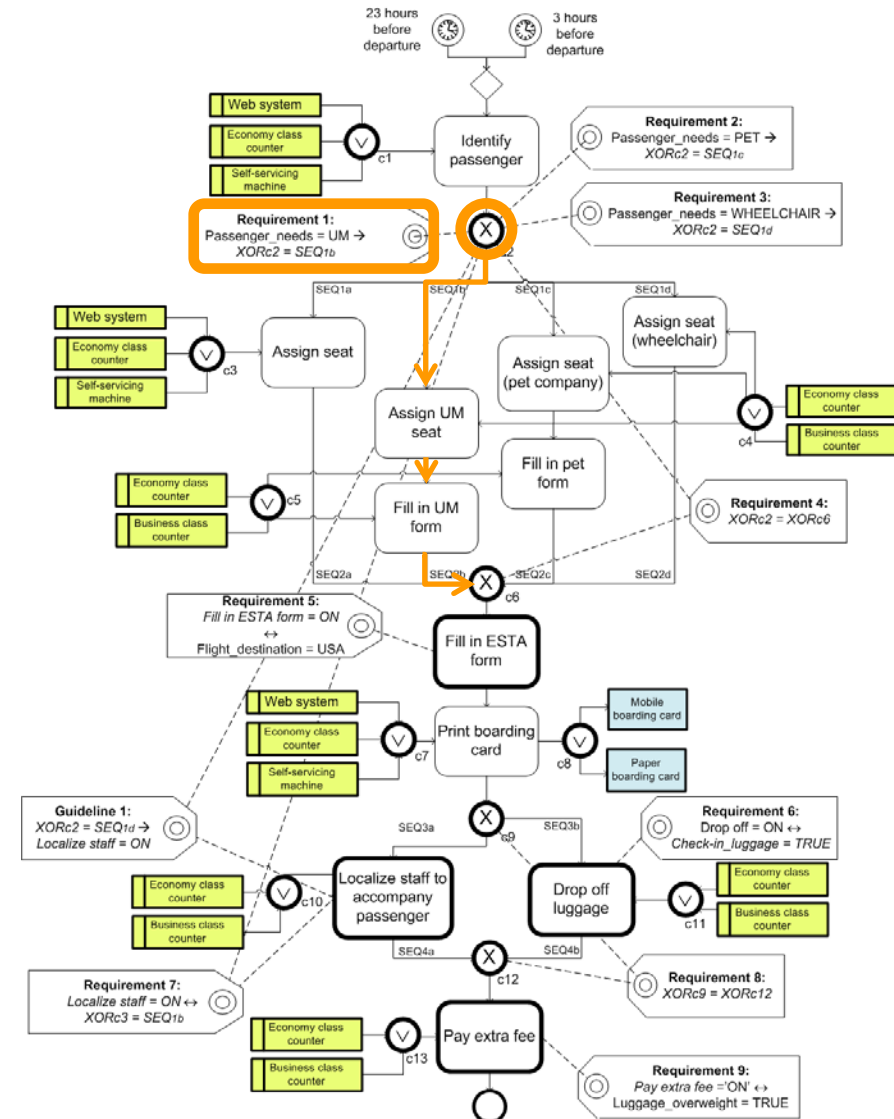 23 hours
before
departure
3 hours
before
departure
Web system
Economy class
counter
Self-servicing
machine
c1
Identify
passenger
Requirement 2:
Passenger_needs = PET →
XORc2 = SEQ1c
Requirement 3:
Passenger_needs = WHEELCHAIR →
XORc2 = SEQ1d
Requirement 1:
Passenger_needs = UM →
XORc2 = SEQ1b
X
SEQ1a
SEQ1b
SEQ1c
SEQ1d
Web system
Economy class
counter
Self-servicing
machine
c3
Assign seat
Assign seat
(pet company)
Assign seat
(wheelchair)
Assign UM
seat
Economy class
counter
Business class
counter
c4
Fill in pet
form
Economy class
counter
Business class
counter
c5
Fill in UM
form
Requirement 4:
XORc2 = XORc6
SEQ2a
SEQ2b
SEQ2c
SEQ2d
X
c6
Requirement 5:
Fill in ESTA form = ON
↔
Flight_destination = USA
Fill in ESTA
form
Web system
Economy class
counter
Self-servicing
machine
c7
Print boarding
card
c8
Mobile
boarding card
Paper
boarding card
Guideline 1:
XORc2 = SEQ1d →
Localize staff = ON
X
c9
SEQ3a
SEQ3b
Requirement 6:
Drop off = ON ↔
Check-in_luggage = TRUE
Economy class
counter
Business class
counter
c10
Localize staff to
accompany
passenger
Drop off
luggage
c11
Economy class
counter
Business class
counter
SEQ4a
SEQ4b
X
c12
Requirement 7:
Localize staff = ON ↔
XORc3 = SEQ1b
Requirement 8:
XORc9 = XORc12
Economy class
counter
Business class
counter
c13
Pay extra fee
Requirement 9:
Pay extra fee ='ON' ↔
Luggage_overweight = TRUE